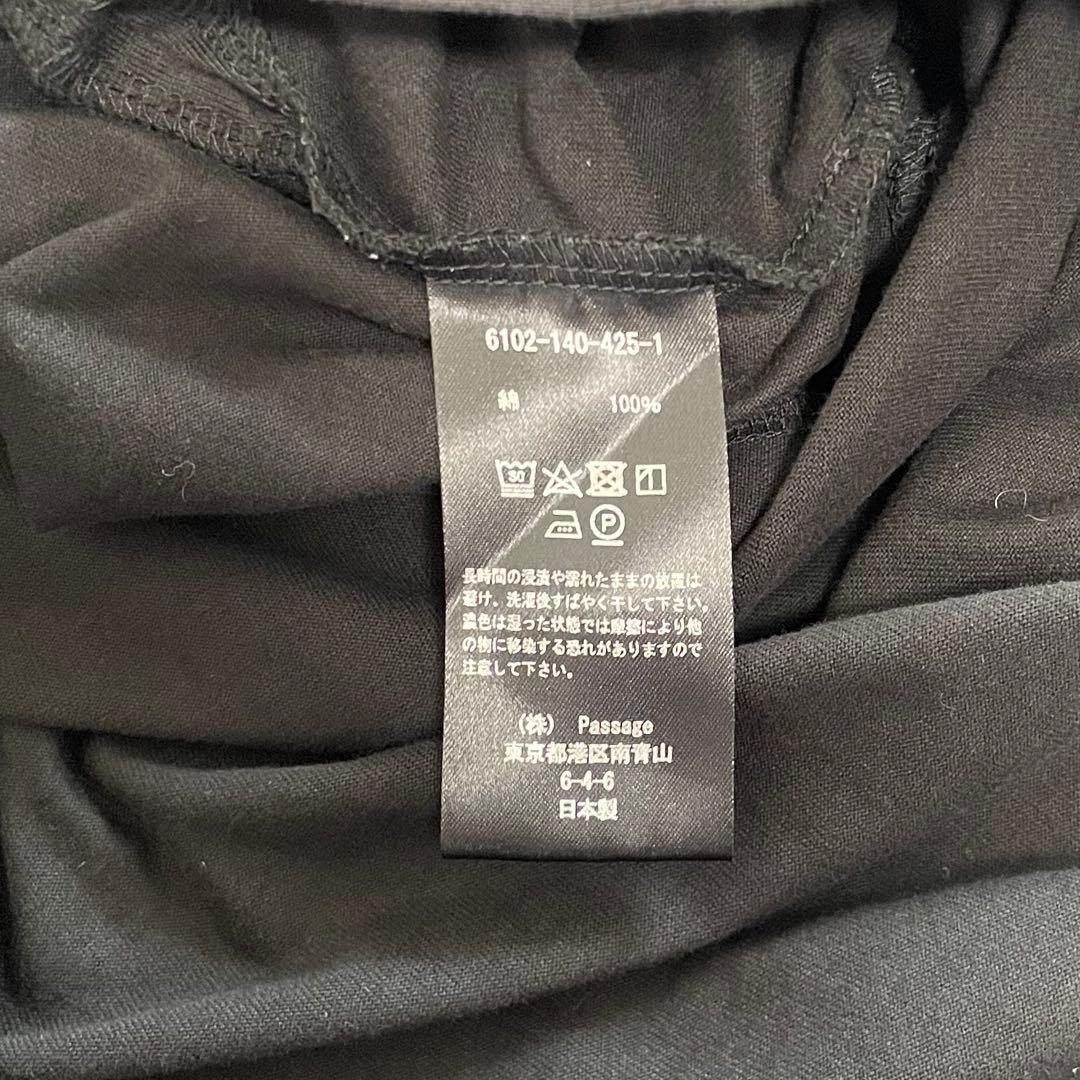 6102-140-425-1
綿 100%
30
P
長時間の浸漬や濡れたままの放置は
避け、洗濯後すばやく干して下さい。
濃色は湿った状態では摩擦により他
の物に移染する恐れがありますので
注意して下さい。
(株) Passage
東京都港区南青山
6-4-6
日本製